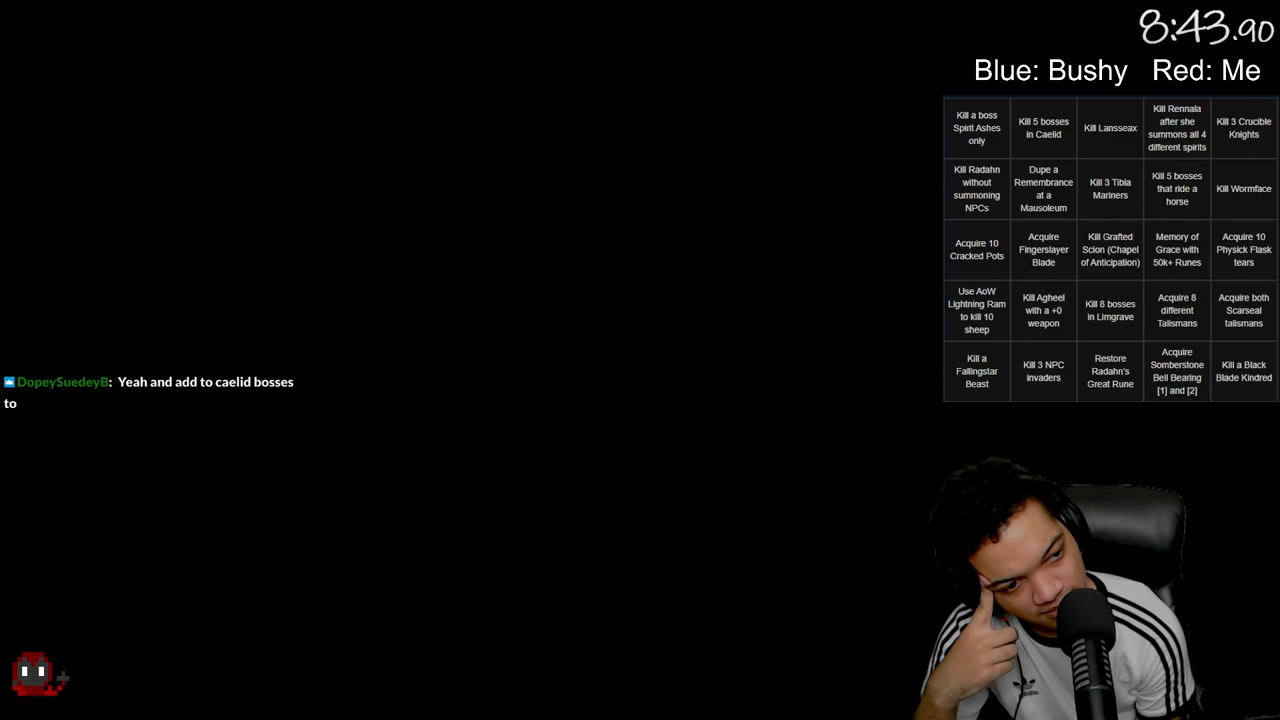 8:43.90
Blue: Bushy Red: Me
Kill a boss
Spirit Ashes
only
Kill 5 bosses
in Caelid
Kill Lansseax
Kill Rennala
after she
summons all 4
different spirits
Kill 3 Crucible
Knights
Kill Radahn
without
summoning
NPCs
Dupe a
Remembrance
at a
Mausoleum
Kill 3 Tibia
Mariners
Kill 5 bosses
that ride a
horse
Kill Wormface
Acquire 10
Cracked Pots
Acquire
Fingerslayer
Blade
Kill Grafted
Scion (Chapel
of Anticipation)
Memory of
Grace with
50k+ Runes
Acquire 10
Physick Flask
tears
Use AoW
Lightning Ram
to kill 10
sheep
Kill Agheel
with a +0
weapon
Kill 8 bosses
in Limgrave
Acquire 8
different
Talismans
Acquire both
Scarseal
talismans
Kill a
Fallingstar
Beast
Kill 3 NPC
invaders
Restore
Radahn's
Great Rune
Acquire
Somberstone
Bell Bearing
[1] and [2]
Kill a Black
Blade Kindred
DopeySuedeyB: Yeah and add to caelid bosses
to